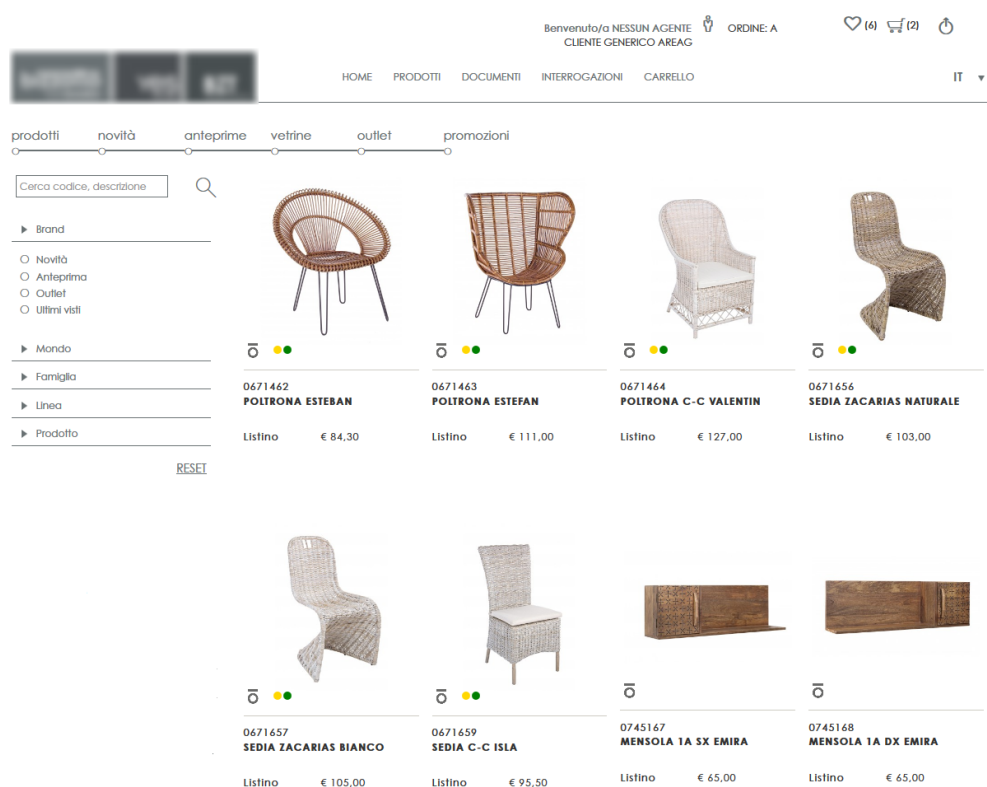 Benvenuto/a NESSUN AGENTE ORDINE: A (6) (2)
CLIENTE GENERICO AREAG
HOME PRODOTTI DOCUMENTI INTERROGAZIONI CARRELLO IT
prodotti novità anteprime vetrine outlet promozioni
Cerca codice, descrizione
Brand
Novità
Anteprima
Outlet
Ultimi visti
Mondo
Famiglia
Linea
Prodotto
RESET
0671462
POLTRONA ESTEBAN
Listino € 84,30
0671463
POLTRONA ESTEFAN
Listino € 111,00
0671464
POLTRONA C-C VALENTIN
Listino € 127,00
0671656
SEDIA ZACARIAS NATURALE
Listino € 103,00
0671657
SEDIA ZACARIAS BIANCO
Listino € 105,00
0671659
SEDIA C-C ISLA
Listino € 95,50
0745167
MENSOLA 1A SX EMIRA
Listino € 65,00
0745168
MENSOLA 1A DX EMIRA
Listino € 65,00